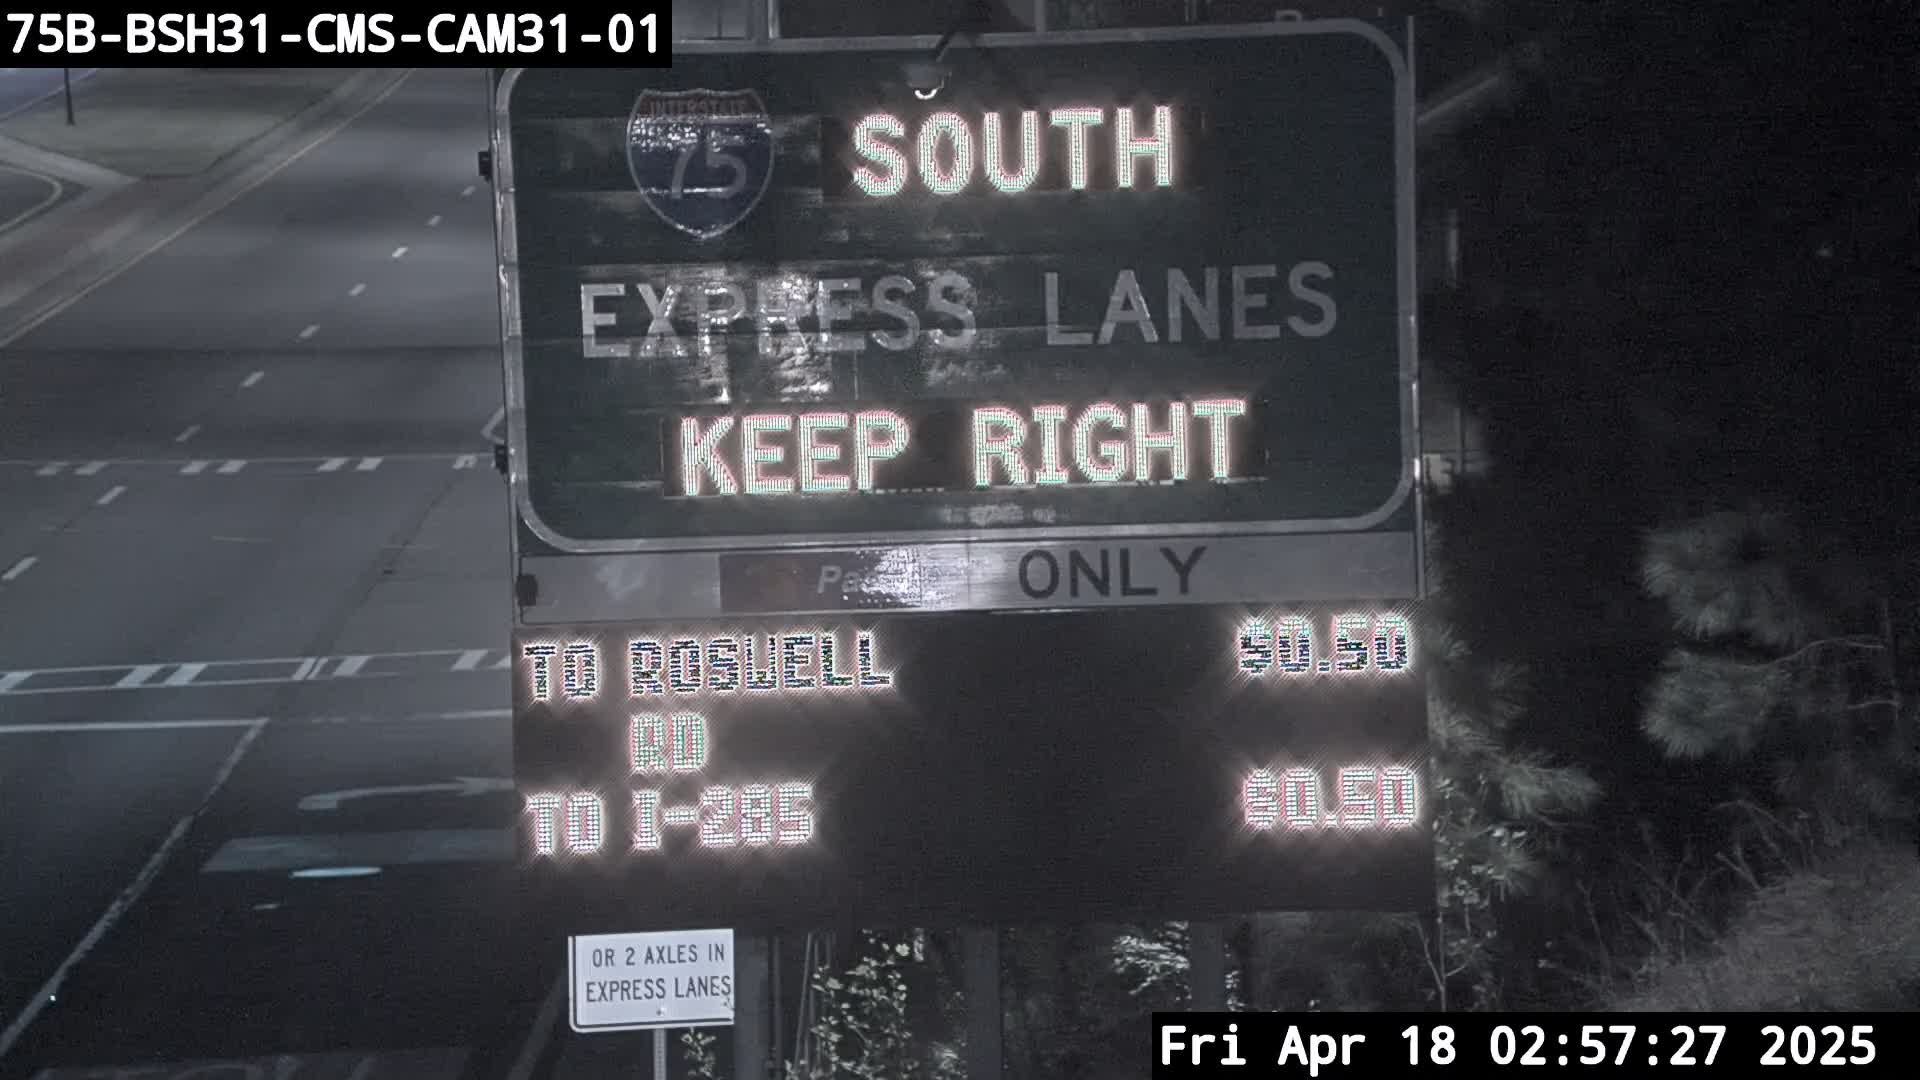 75B-BSH31-CMS-CAM31-01
INTERSTATE
75
SOUTH
EXPRESS LANES
KEEP RIGHT
ONLY
TO ROSWELL $0.50
RD
TO I-285 $0.50
OR 2 AXLES IN
EXPRESS LANES
Fri Apr 18 02:57:27 2025